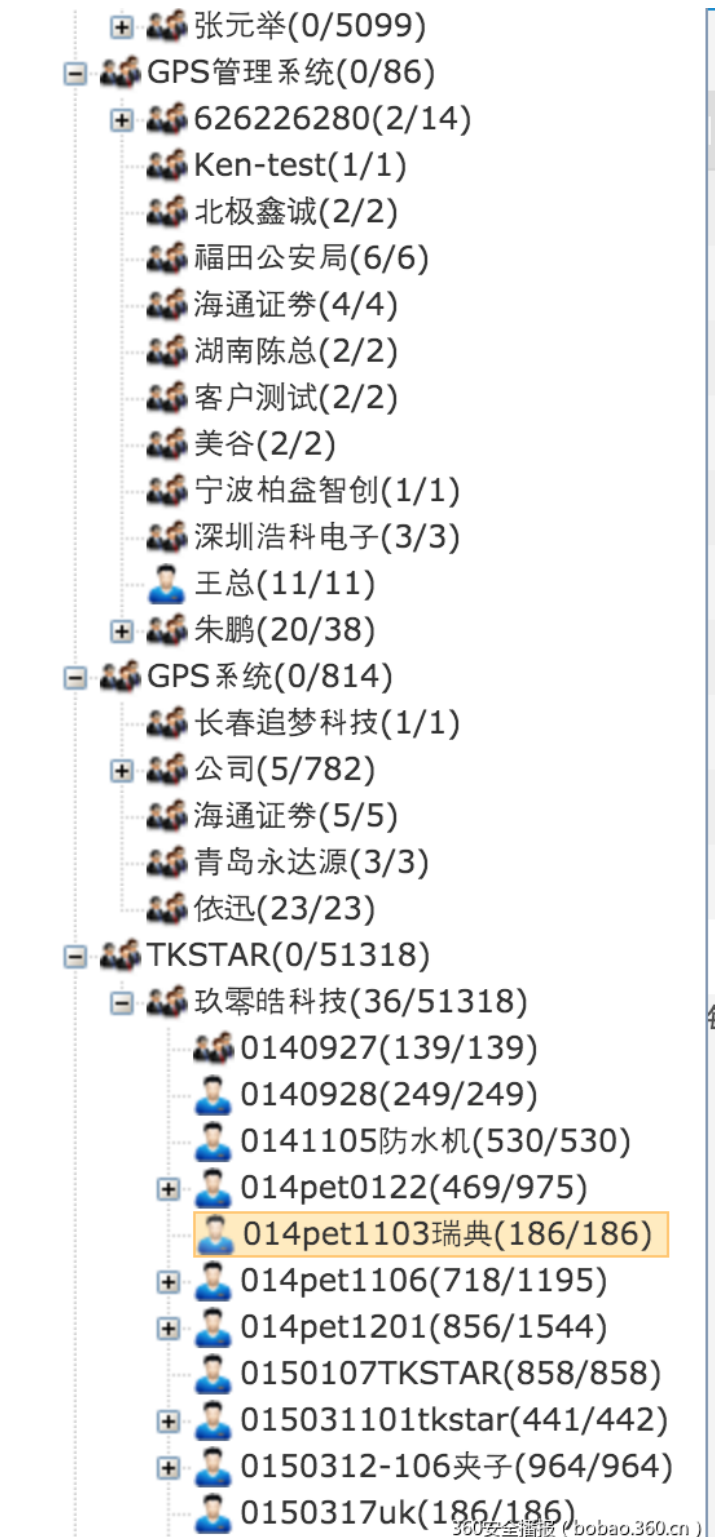 张元举(0/5099)
GPS管理系统(0/86)
626226280(2/14)
Ken-test(1/1)
北极鑫诚(2/2)
福田公安局(6/6)
海通证券(4/4)
湖南陈总(2/2)
客户测试(2/2)
美谷(2/2)
宁波柏益智创(1/1)
深圳浩科电子(3/3)
王总(11/11)
朱鹏(20/38)
GPS系统(0/814)
长春追梦科技(1/1)
公司(5/782)
海通证券(5/5)
青岛永达源(3/3)
依迅(23/23)
TKSTAR(0/51318)
玖零皓科技(36/51318)
0140927(139/139)
0140928(249/249)
0141105防水机(530/530)
014pet0122(469/975)
014pet1103瑞典(186/186)
014pet1106(718/1195)
014pet1201(856/1544)
0150107TKSTAR(858/858)
015031101tkstar(441/442)
0150312-106夹子(964/964)
0150317uk(186/186)
360安全播报（bobao.360.cn）